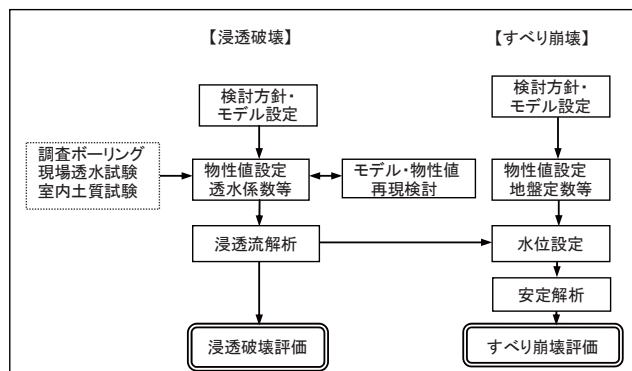 【浸透破壊】
【すべり崩壊】
検討方針・
モデル設定
検討方針・
モデル設定
調査ボーリング
現場透水試験
室内土質試験
物性値設定
透水係数等
モデル・物性値
再現検討
物性値設定
地盤定数等
浸透流解析
水位設定
安定解析
浸透破壊評価
すべり崩壊評価